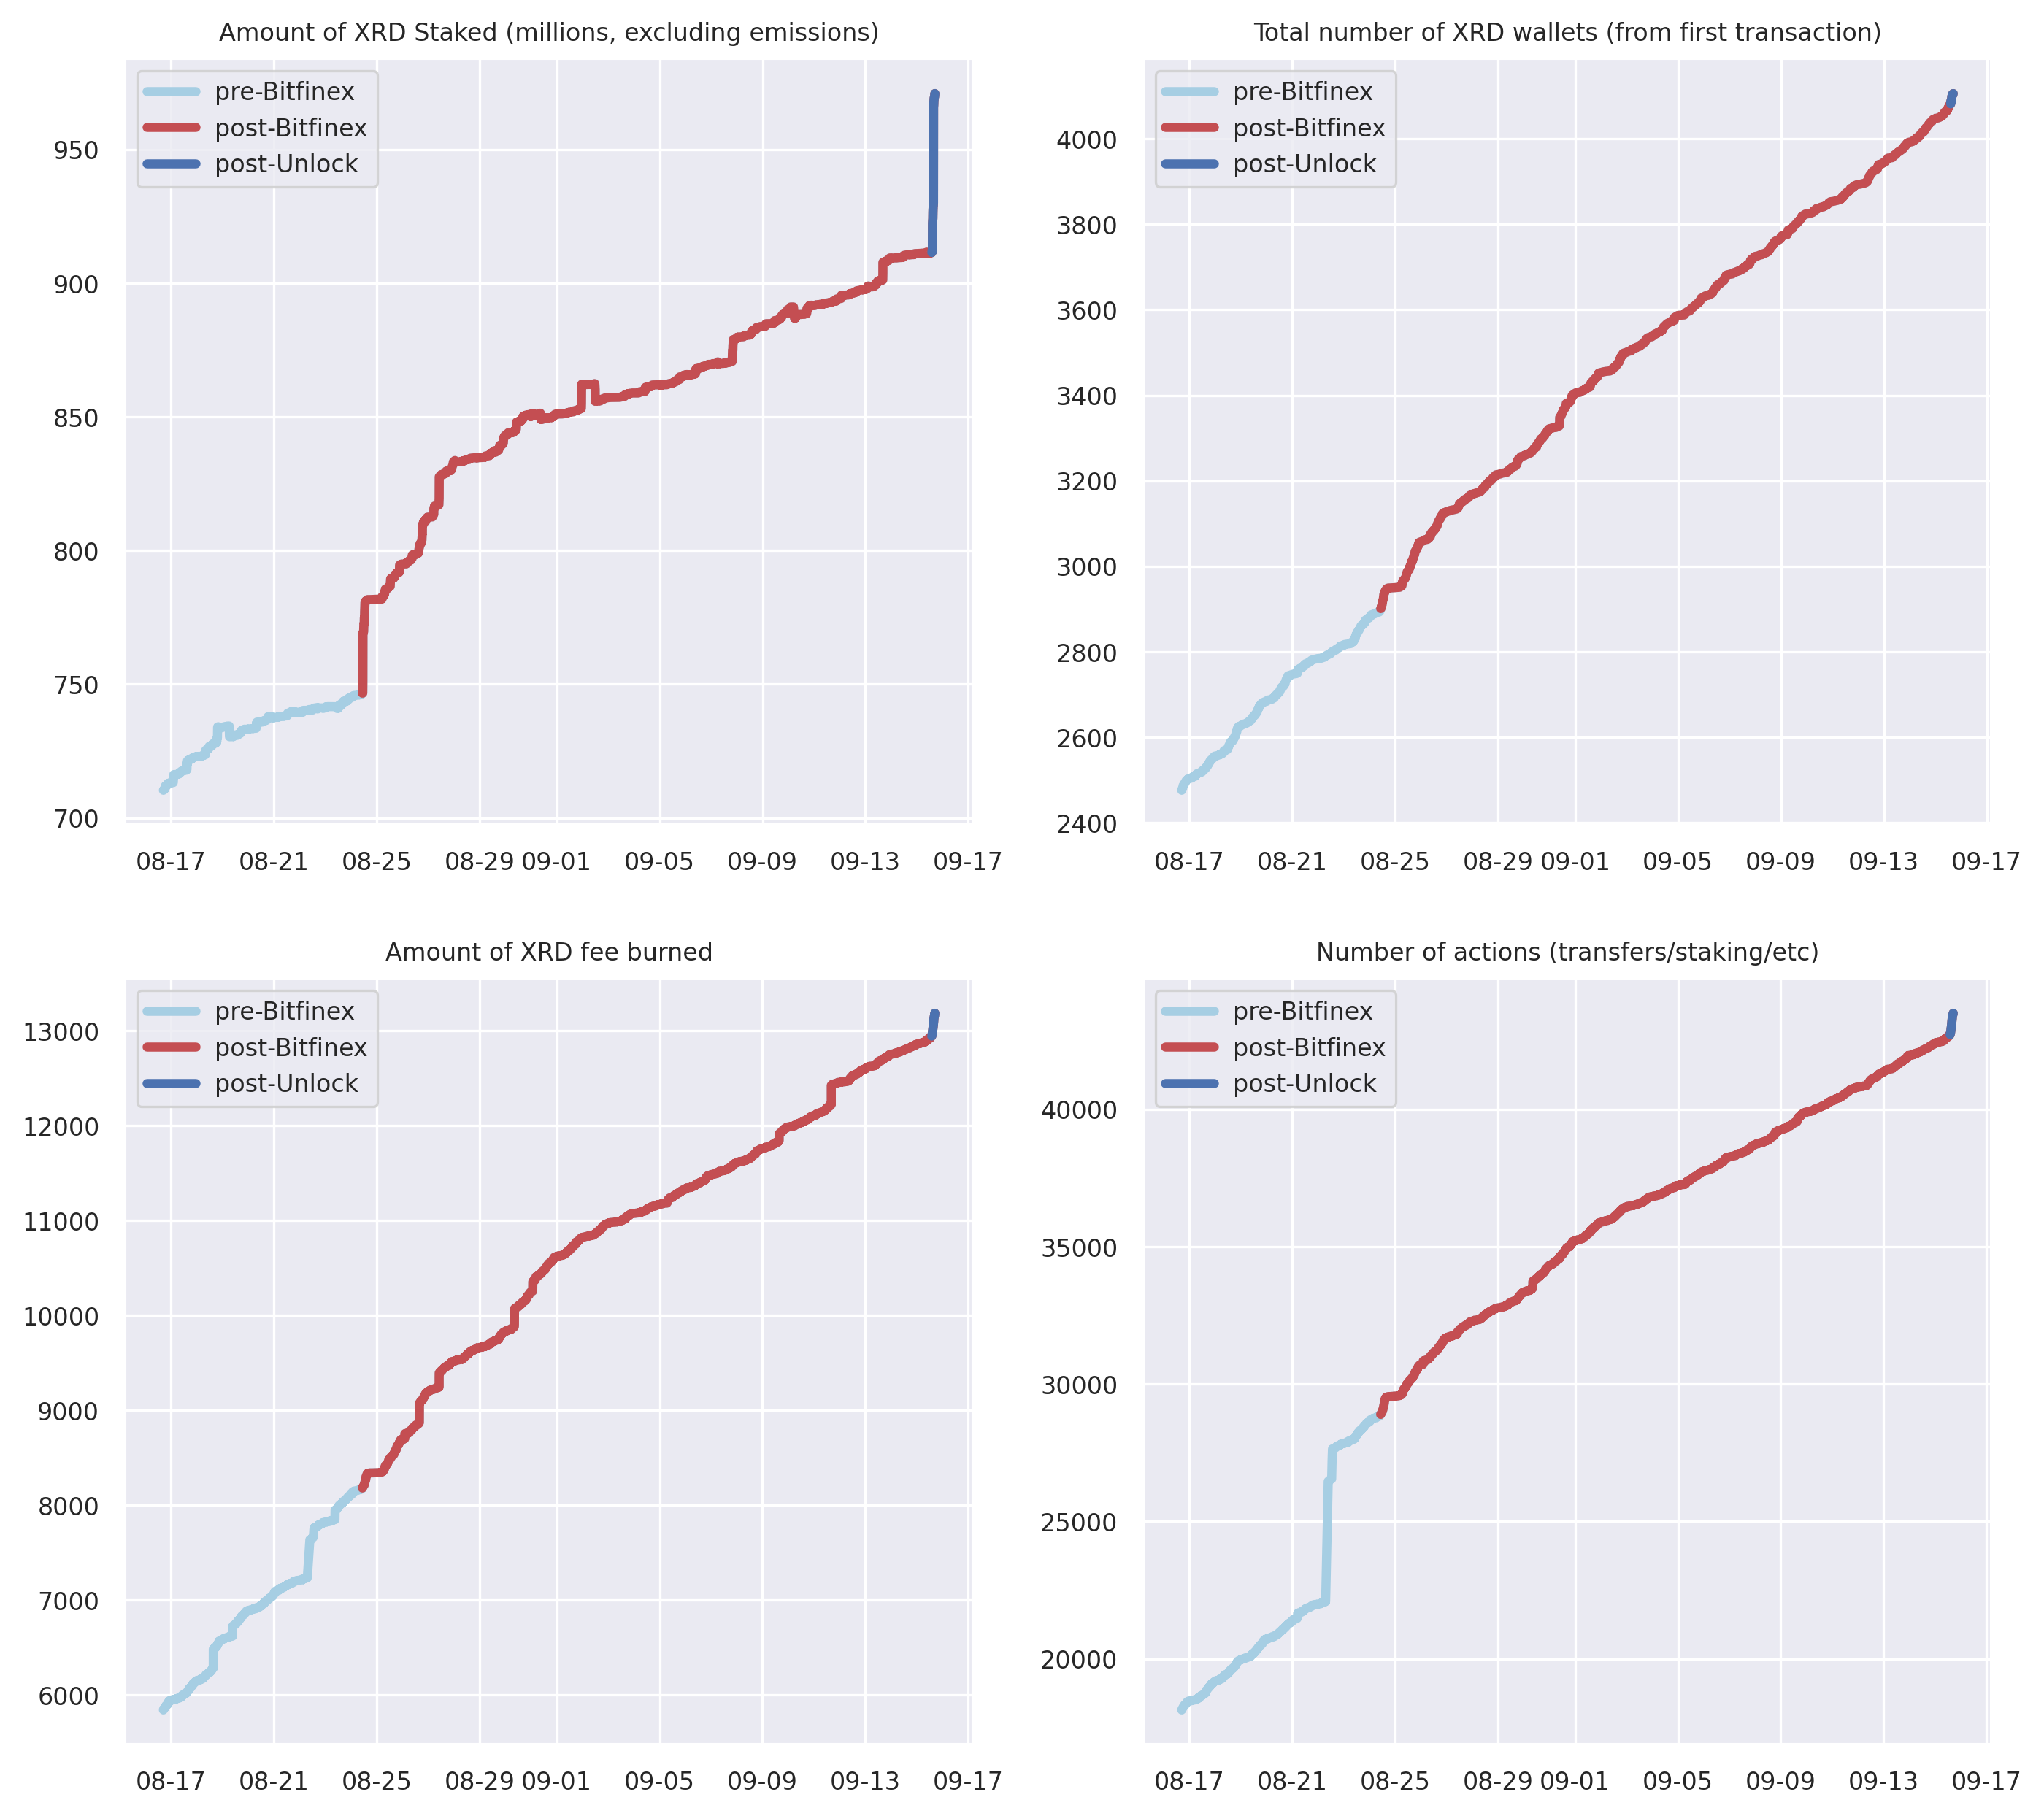 Amount of XRD Staked (millions, excluding emissions)
pre-Bitfinex
post-Bitfinex
post-Unlock
950
900
850
800
750
700
08-17 08-21 08-25 08-29 09-01 09-05 09-09 09-13 09-17
Total number of XRD wallets (from first transaction)
pre-Bitfinex
post-Bitfinex
post-Unlock
4000
3800
3600
3400
3200
3000
2800
2600
2400
08-17 08-21 08-25 08-29 09-01 09-05 09-09 09-13 09-17
Amount of XRD fee burned
pre-Bitfinex
post-Bitfinex
post-Unlock
13000
12000
11000
10000
9000
8000
7000
6000
08-17 08-21 08-25 08-29 09-01 09-05 09-09 09-13 09-17
Number of actions (transfers/staking/etc)
pre-Bitfinex
post-Bitfinex
post-Unlock
40000
35000
30000
25000
20000
08-17 08-21 08-25 08-29 09-01 09-05 09-09 09-13 09-17